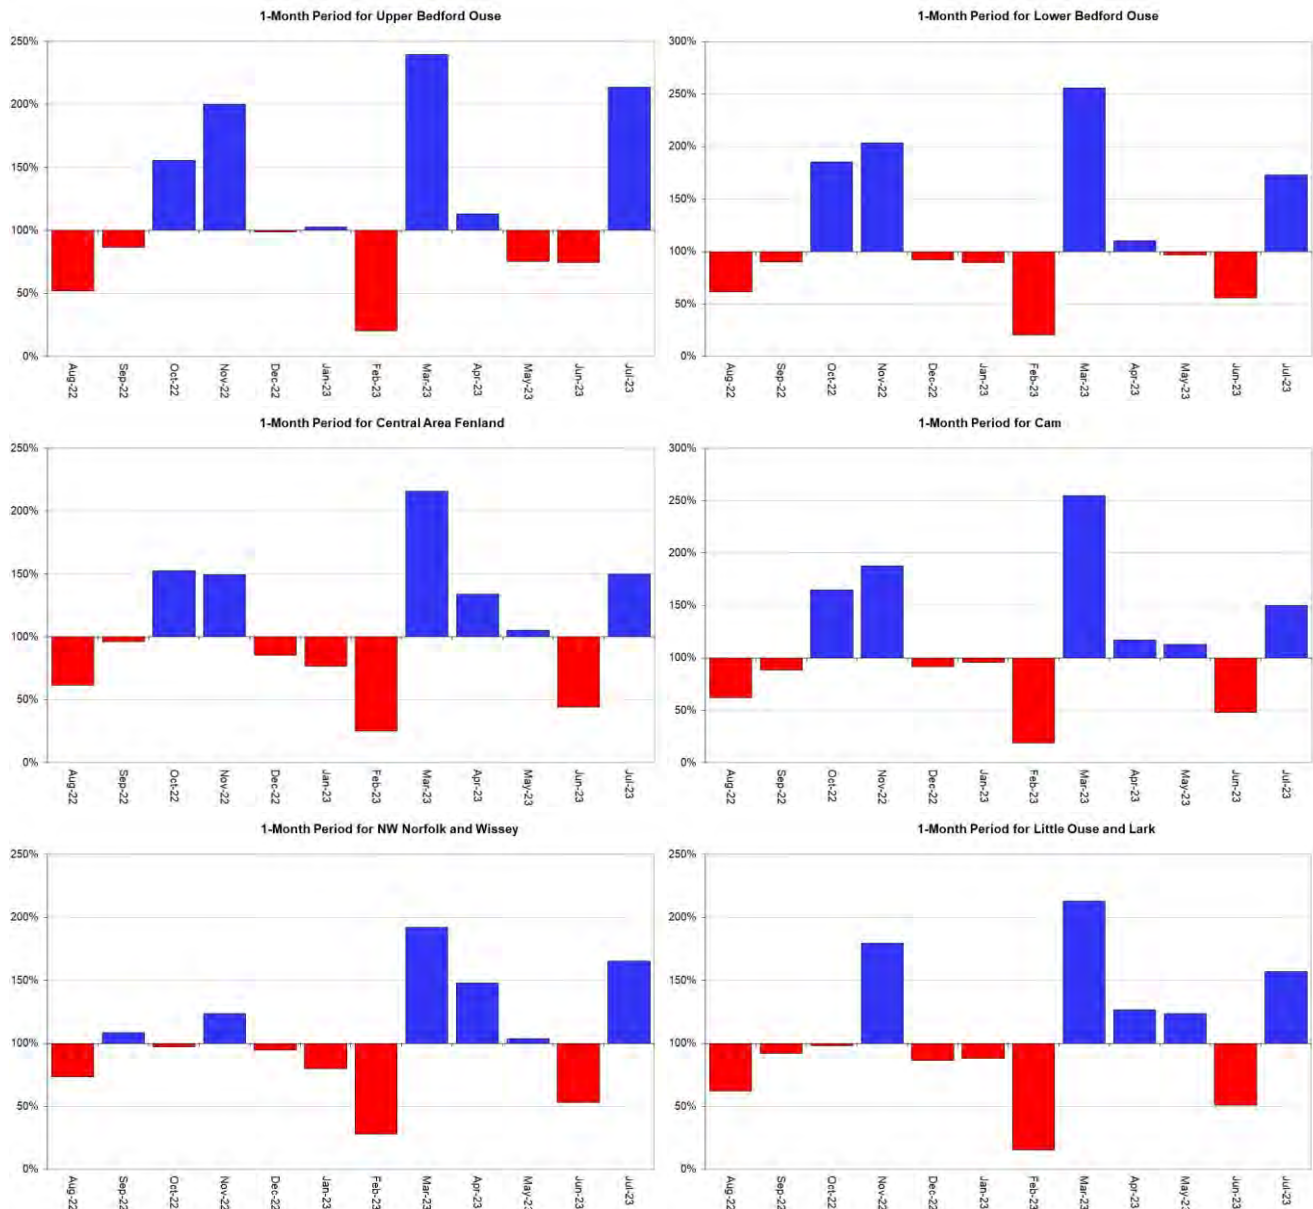 1-Month Period for Upper Bedford Ouse
250%
200%
150%
100%
50%
0%
Aug-22
Sep-22
Oct-22
Nov-22
Dec-22
Jan-23
Feb-23
Mar-23
Apr-23
May-23
Jun-23
Jul-23
1-Month Period for Lower Bedford Ouse
300%
250%
200%
150%
100%
50%
0%
Aug-22
Sep-22
Oct-22
Nov-22
Dec-22
Jan-23
Feb-23
Mar-23
Apr-23
May-23
Jun-23
Jul-23
1-Month Period for Central Area Fenland
250%
200%
150%
100%
50%
0%
Aug-22
Sep-22
Oct-22
Nov-22
Dec-22
Jan-23
Feb-23
Mar-23
Apr-23
May-23
Jun-23
Jul-23
1-Month Period for Cam
300%
250%
200%
150%
100%
50%
0%
Aug-22
Sep-22
Oct-22
Nov-22
Dec-22
Jan-23
Feb-23
Mar-23
Apr-23
May-23
Jun-23
Jul-23
1-Month Period for NW Norfolk and Wissey
250%
200%
150%
100%
50%
0%
Aug-22
Sep-22
Oct-22
Nov-22
Dec-22
Jan-23
Feb-23
Mar-23
Apr-23
May-23
Jun-23
Jul-23
1-Month Period for Little Ouse and Lark
250%
200%
150%
100%
50%
0%
Aug-22
Sep-22
Oct-22
Nov-22
Dec-22
Jan-23
Feb-23
Mar-23
Apr-23
May-23
Jun-23
Jul-23